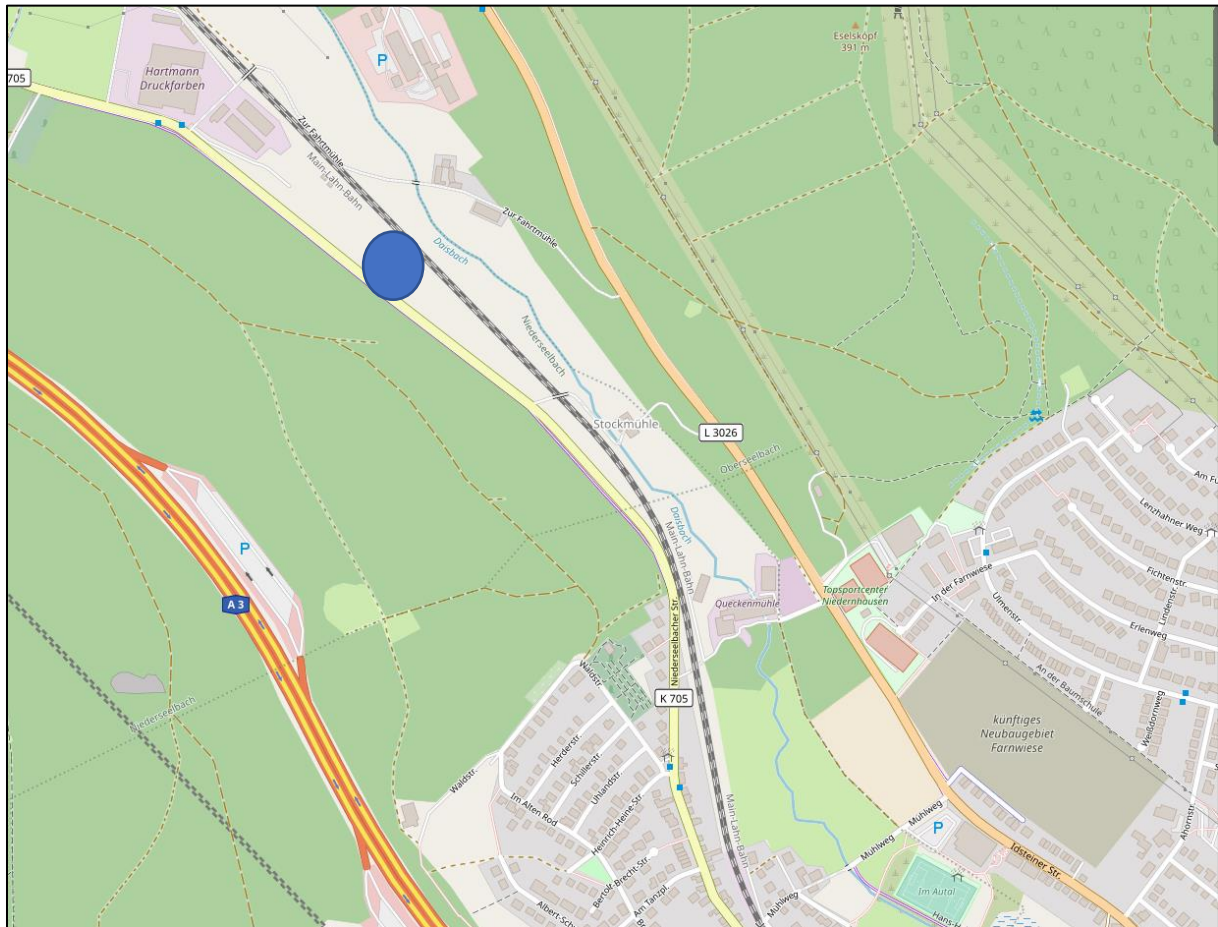 Eselskopf
391 m
P
Hartmann
Druckfarben
705
Zur Fahrtmühle
Main-Lahn-Bahn
Zur Fahrtmühle
Daisbach
Niederseelbach
Stockmühle
L 3026
Oberseelbach
Am Fu
Lenzhahner Weg
Daisbach
Main-Lahn-Bahn
P
Fichtenstr.
Topsportcenter
Niedernhausen
In der Farnwiese
Lindenstr.
Ulmenstr.
Queckenmühle
A 3
Niederseelbacher Str.
Erlenweg
Waldstr.
An der Baumschule
K 705
Niederseelbach
Weißdornweg
kunftiges
Neubaugebiet
Farnwiese
Herderstr.
Schillerstr.
Waldstr.
Uhlandstr.
Im Alten Rod
Heinrich-Heine-Str.
Main-Lahn-Bahn
Mühlweg
P
Ahornstr.
Mühlweg
Idsteiner Str.
Bertolt-Brecht-Str.
Am Tanzpl.
Mühlweg
Im Autal
Albert-Sch
Hans-H